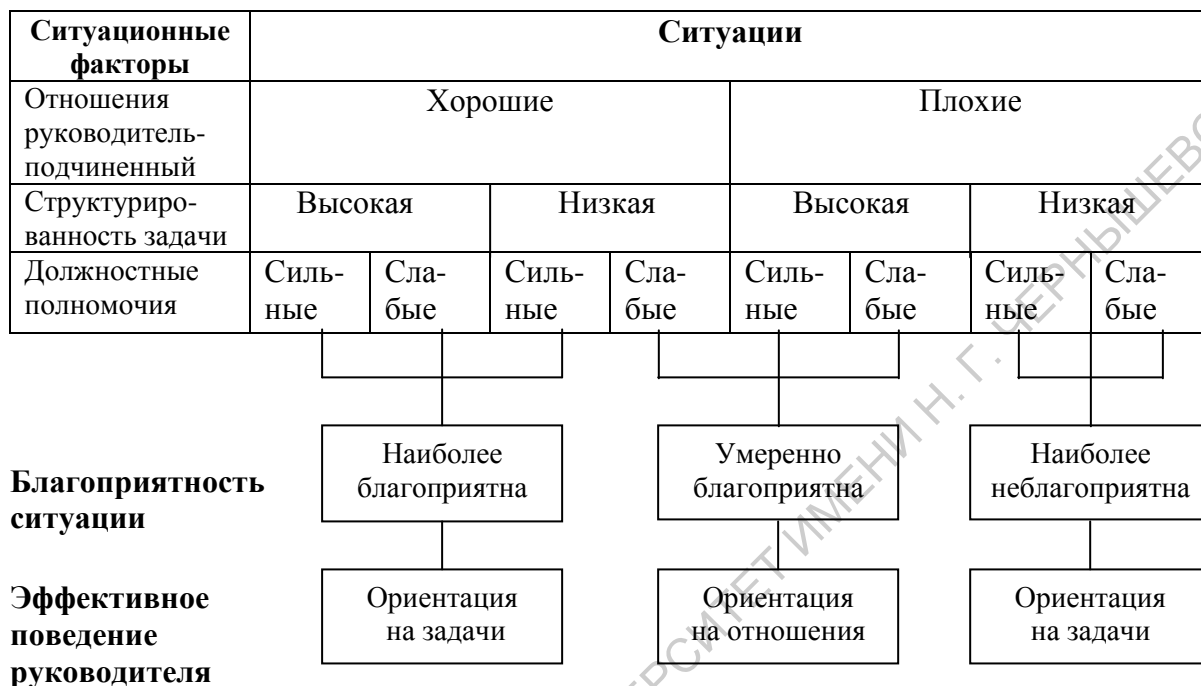 Ситуационные
факторы
Ситуации
Отношения
руководитель-
подчиненный
Хорошие
Плохие
Структуриро-
ванность задачи
Высокая
Низкая
Высокая
Низкая
Должностные
полномочия
Силь-
ные
Сла-
бые
Силь-
ные
Сла-
бые
Силь-
ные
Сла-
бые
Силь-
ные
Сла-
бые
Благоприятность
ситуации
Наиболее
благоприятна
Умеренно
благоприятна
Наиболее
неблагоприятна
Эффективное
поведение
руководителя
Ориентация
на задачи
Ориентация
на отношения
Ориентация
на задачи
ИМЕНИ Н. Г. ЧЕРНЫШЕВС